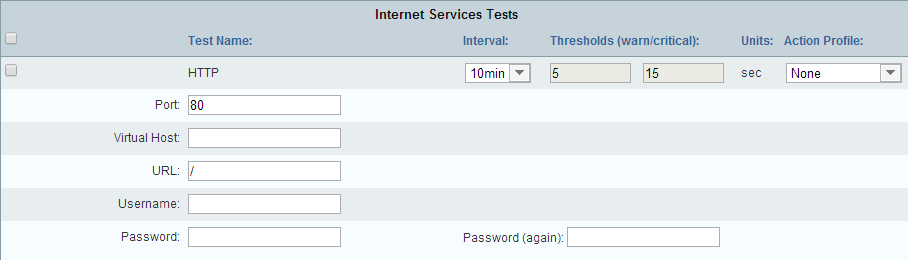 Internet Services Tests
Test Name: Interval: Thresholds (warn/critical): Units: Action Profile:
HTTP 10min 5 15 sec None
Port: 80
Virtual Host:
URL: /
Username:
Password: Password (again):